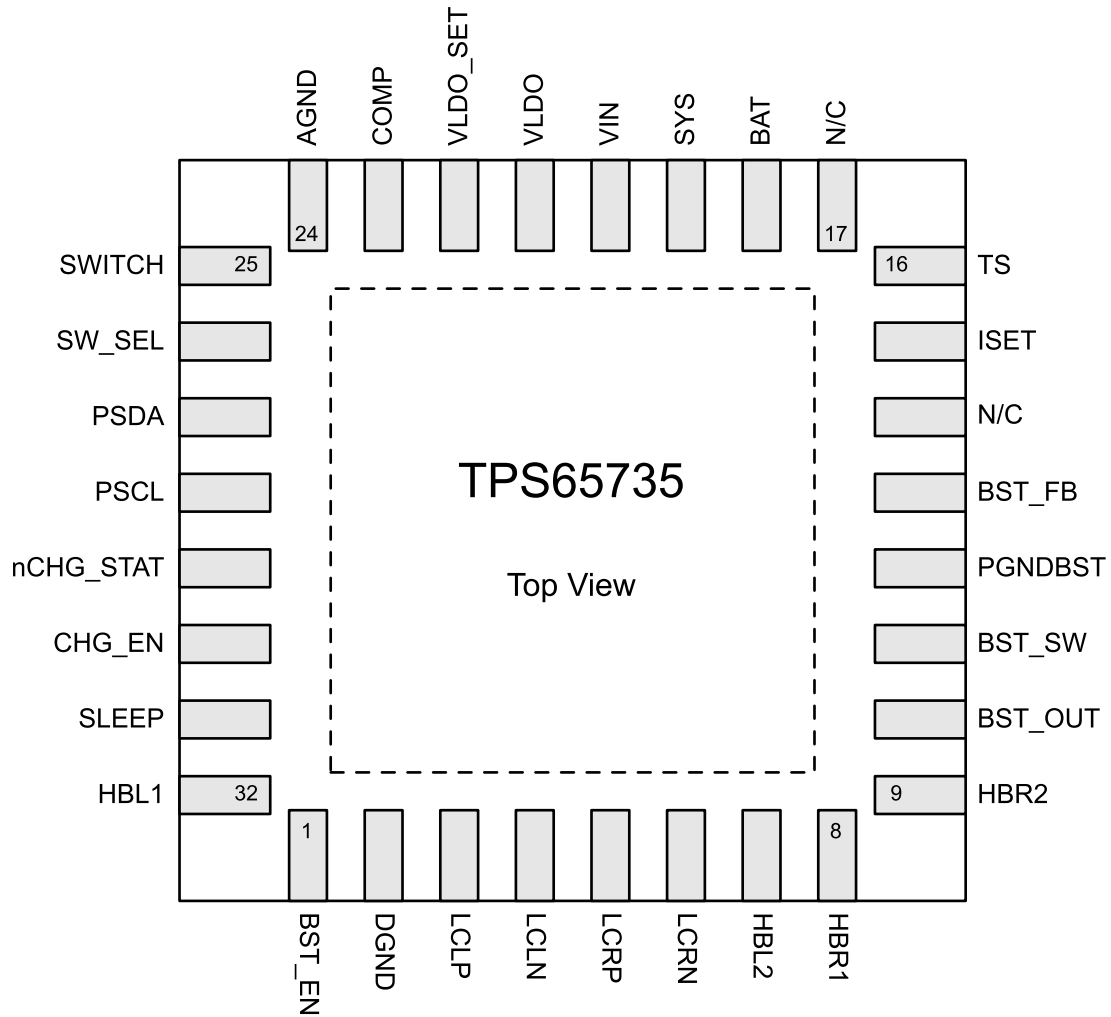 AGND
COMP
VLDO_SET
VLDO
VIN
SYS
BAT
N/C
24
17
SWITCH
25
16
TS
SW_SEL
ISET
PSDA
N/C
TPS65735
PSCL
BST_FB
nCHG_STAT
PGNDBST
Top View
CHG_EN
BST_SW
SLEEP
BST_OUT
HBL1
32
9
HBR2
1
8
BST_EN
DGND
LCLP
LCLN
LCRP
LCRN
HBL2
HBR1